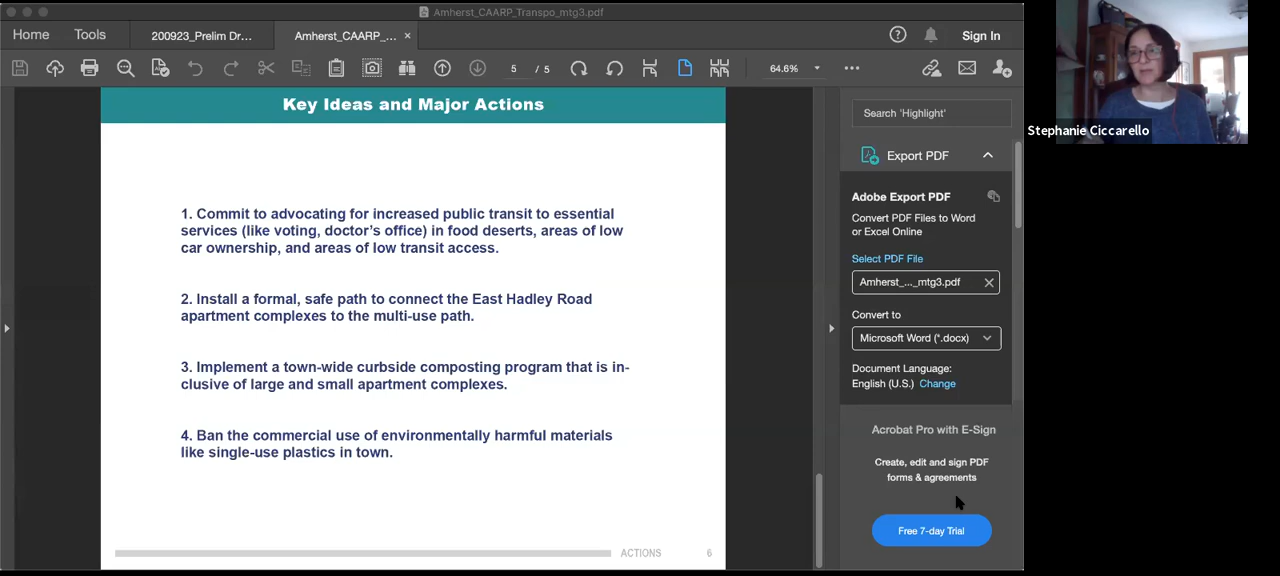 Amherst_CAARP_Transpo_mtg3.pdf
Home Tools 200923_Prelim Dr... Amherst_CAARP_... × Sign In
5 / 5 64.6%
Key Ideas and Major Actions
1. Commit to advocating for increased public transit to essential
services (like voting, doctor's office) in food deserts, areas of low
car ownership, and areas of low transit access.
2. Install a formal, safe path to connect the East Hadley Road
apartment complexes to the multi-use path.
3. Implement a town-wide curbside composting program that is in-
clusive of large and small apartment complexes.
4. Ban the commercial use of environmentally harmful materials
like single-use plastics in town.
ACTIONS 6
Search 'Highlight'
Export PDF
Adobe Export PDF
Convert PDF Files to Word
or Excel Online
Select PDF File
Amherst_..._mtg3.pdf
Convert to
Microsoft Word (*.docx)
Document Language:
English (U.S.) Change
Acrobat Pro with E-Sign
Create, edit and sign PDF
forms & agreements
Free 7-day Trial
Stephanie Ciccarello